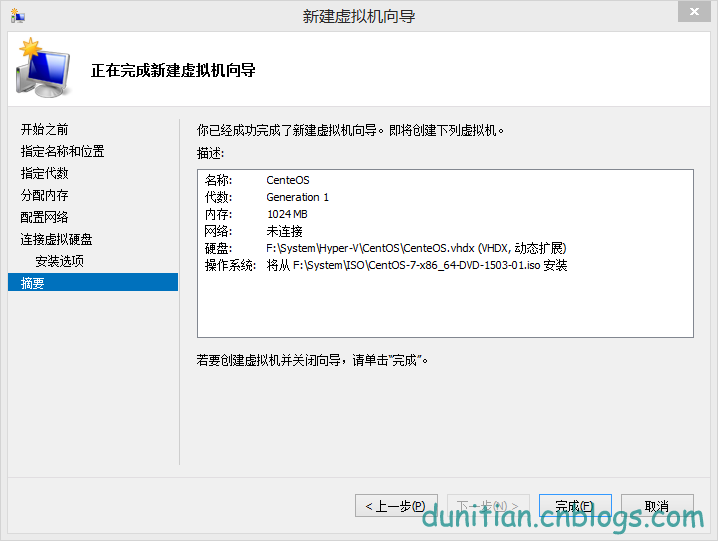 新建虚拟机向导
正在完成新建虚拟机向导
开始之前
指定名称和位置
指定代数
分配内存
配置网络
连接虚拟硬盘
安装选项
摘要
你已经成功完成了新建虚拟机向导。即将创建下列虚拟机。
描述:
名称: CenteOS
代数: Generation 1
内存: 1024 MB
网络: 未连接
硬盘: F:\System\Hyper-V\CentOS\CenteOS.vhdx (VHDX, 动态扩展)
操作系统: 将从 F:\System\ISO\CentOS-7-x86_64-DVD-1503-01.iso 安装
若要创建虚拟机并关闭向导，请单击"完成"。
< 上一步(P) 下一步(N) > 完成(F) 取消
dunitian.cnblogs.com